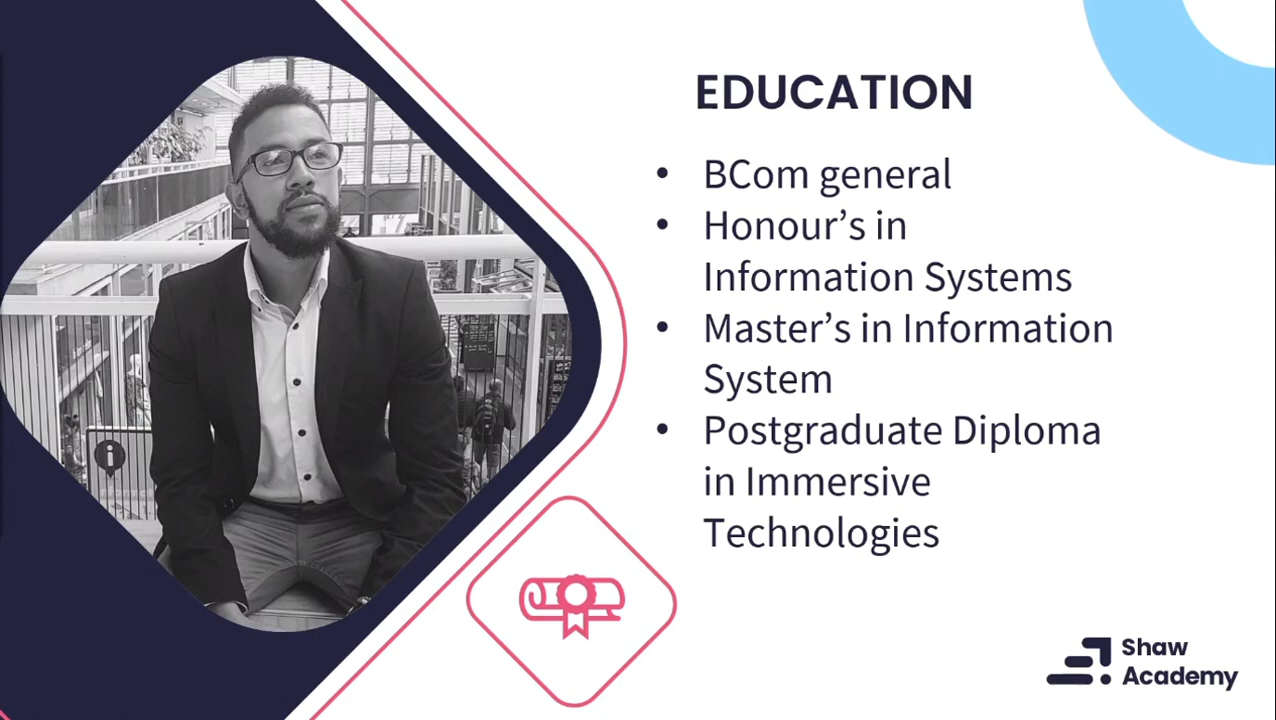 EDUCATION
• BCom general
• Honour’s in
Information Systems
• Master’s in Information
System
• Postgraduate Diploma
in Immersive
Technologies
Shaw
Academy